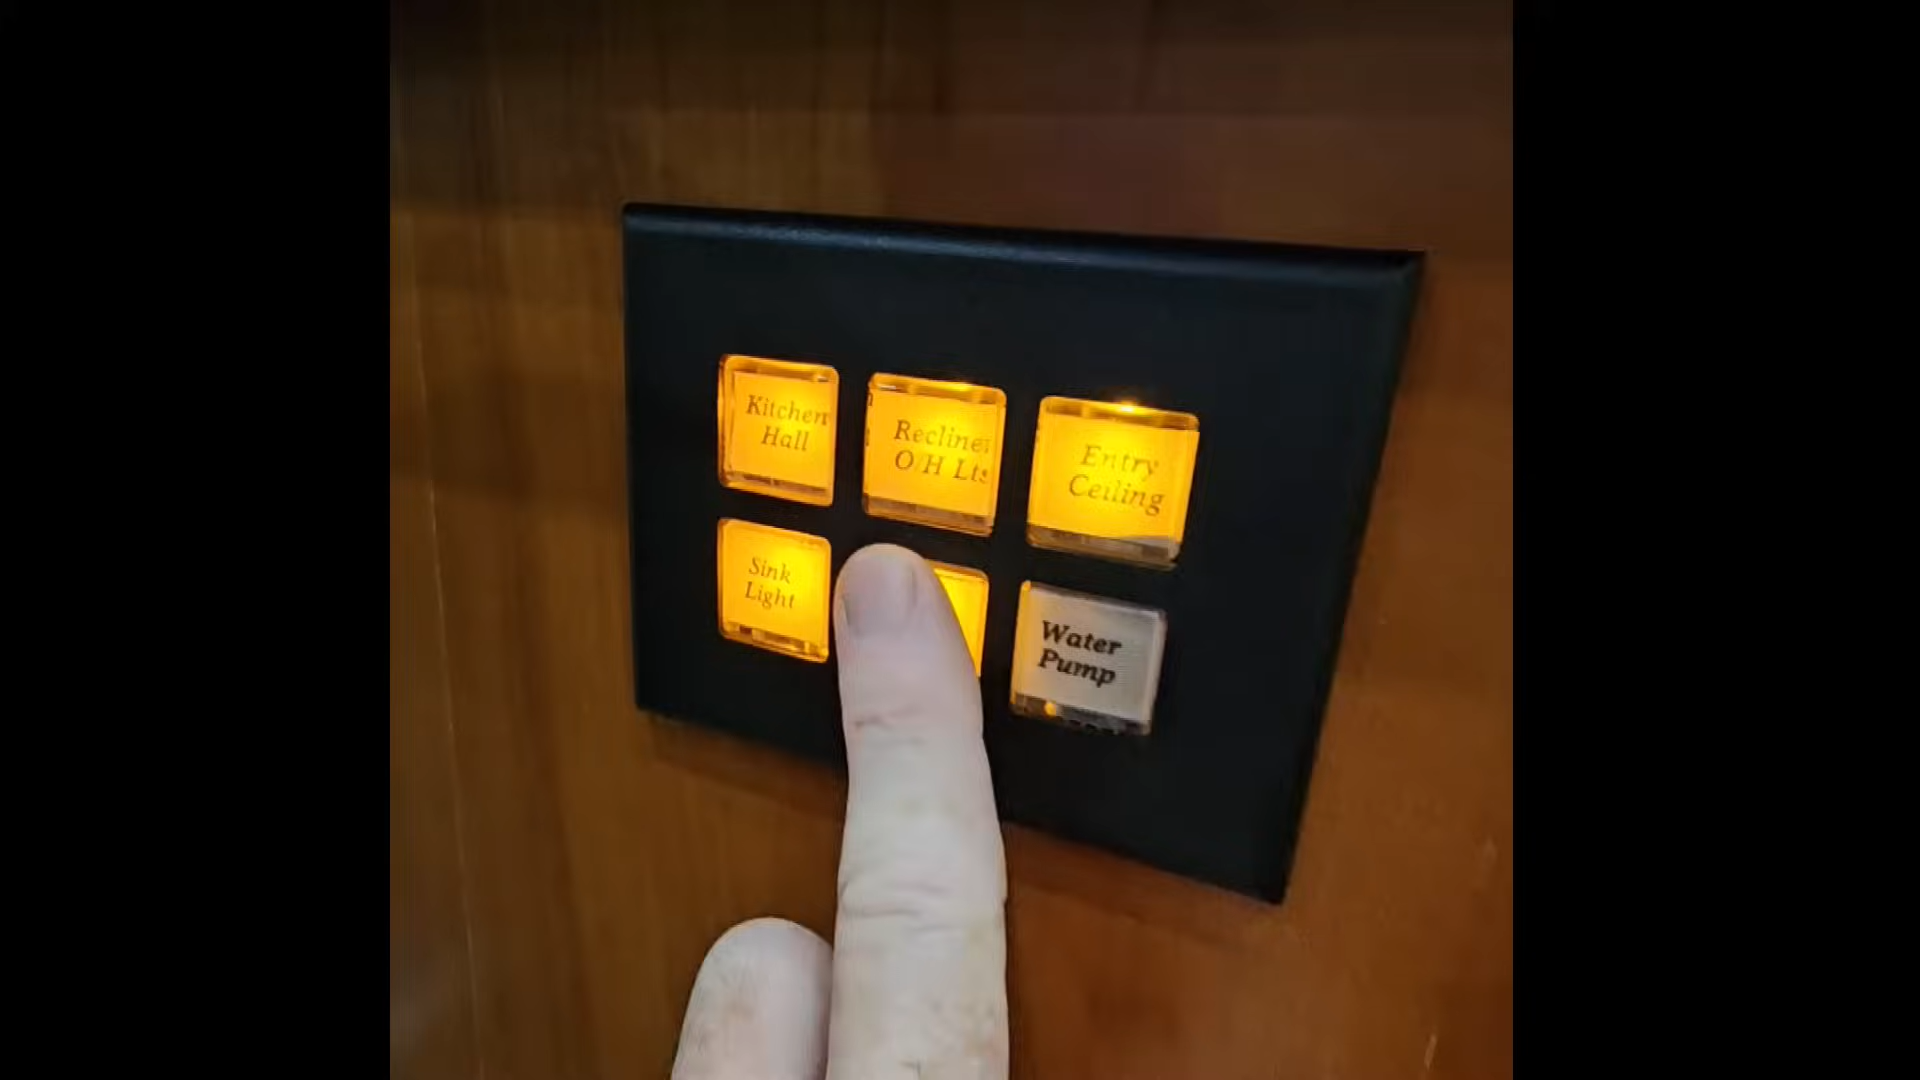 Kitchen
Hall
Recliner
O/H Lts
Entry
Ceiling
Sink
Light
Water
Pump